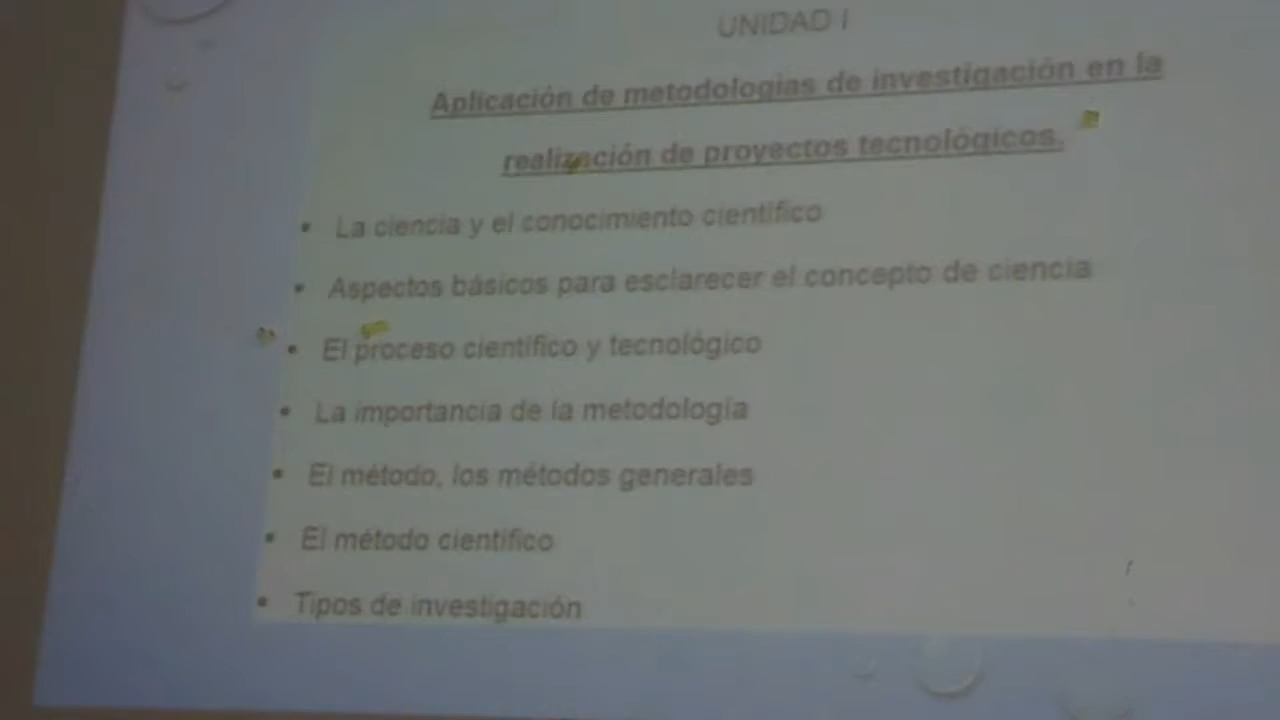 UNIDAD I
Aplicación de metodologías de investigación en la
realización de proyectos tecnológicos.
• La ciencia y el conocimiento científico
• Aspectos básicos para esclarecer el concepto de ciencia
• El proceso científico y tecnológico
• La importancia de la metodología
• El método, los métodos generales
• El método científico
• Tipos de investigación